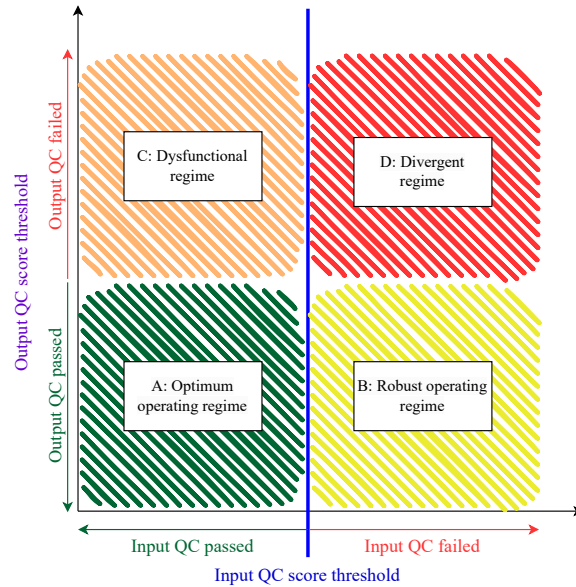 Output QC score threshold
Output QC failed
Output QC passed
C: Dysfunctional
regime
D: Divergent
regime
A: Optimum
operating regime
B: Robust operating
regime
Input QC passed
Input QC failed
Input QC score threshold